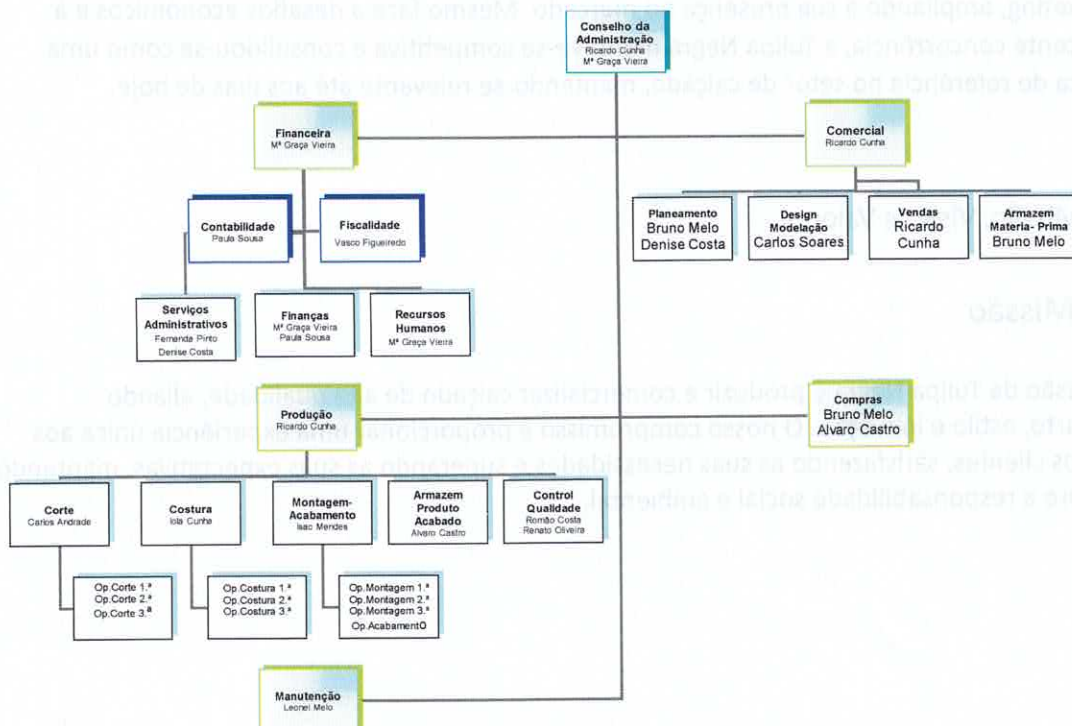 Conselho da
Administração
Ricardo Cunha
Mª Graça Vieira
Financeira
Mª Graça Vieira
Comercial
Ricardo Cunha
Contabilidade
Paula Sousa
Fiscalidade
Vasco Figueiredo
Planeamento
Bruno Melo
Denise Costa
Design
Modelação
Carlos Soares
Vendas
Ricardo
Cunha
Armazem
Materia- Prima
Bruno Melo
Serviços
Administrativos
Fernanda Pinto
Denise Costa
Finanças
Mª Graça Vieira
Paula Sousa
Recursos
Humanos
Mª Graça Vieira
Produção
Ricardo Cunha
Compras
Bruno Melo
Alvaro Castro
Corte
Carlos Andrade
Costura
Iola Cunha
Montagem-
Acabamento
Isac Mendes
Armazem
Produto
Acabado
Alvaro Castro
Control
Qualidade
Romão Costa
Renato Oliveira
Op.Corte 1.ª
Op.Corte 2.ª
Op.Corte 3.ª
Op.Costura 1.ª
Op.Costura 2.ª
Op.Costura 3.ª
Op.Montagem 1.ª
Op.Montagem 2.ª
Op.Montagem 3.ª
Op.AcabamentO
Manutenção
Leonel Melo